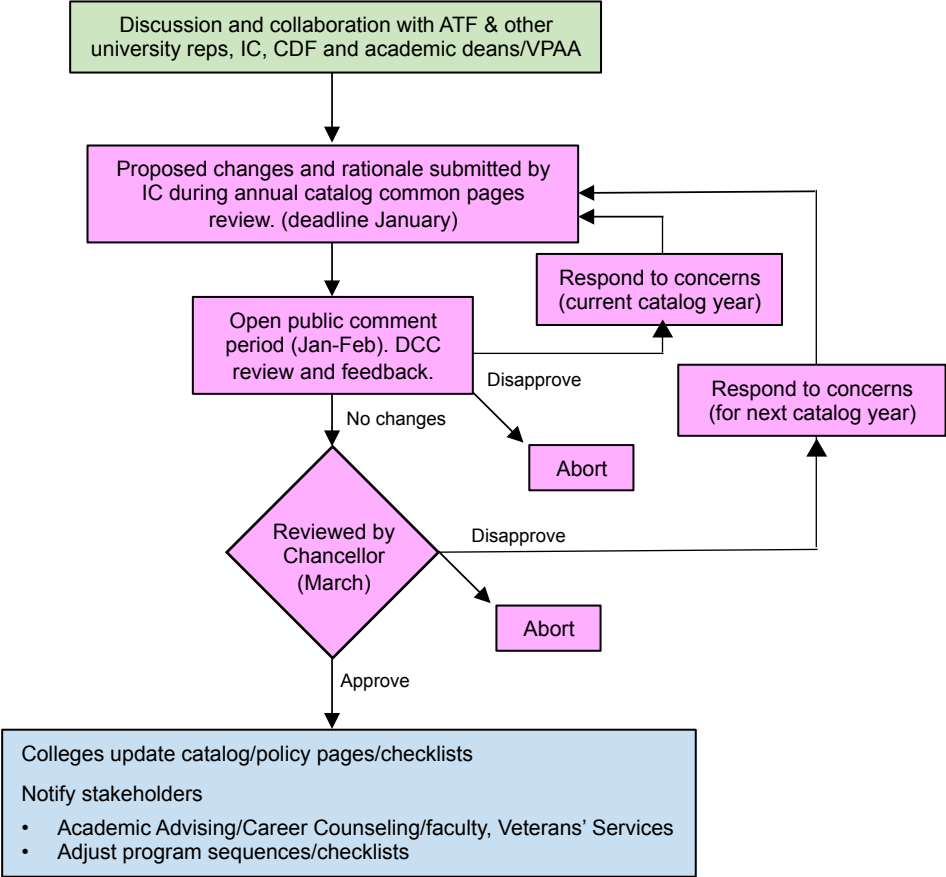 Discussion and collaboration with ATF & other
university reps, IC, CDF and academic deans/VPAA
Proposed changes and rationale submitted by
IC during annual catalog common pages
review. (deadline January)
Respond to concerns
(current catalog year)
Open public comment
period (Jan-Feb). DCC
review and feedback.
Disapprove
Respond to concerns
(for next catalog year)
No changes
Abort
Reviewed by
Chancellor
(March)
Disapprove
Abort
Approve
Colleges update catalog/policy pages/checklists
Notify stakeholders
• Academic Advising/Career Counseling/faculty, Veterans’ Services
• Adjust program sequences/checklists